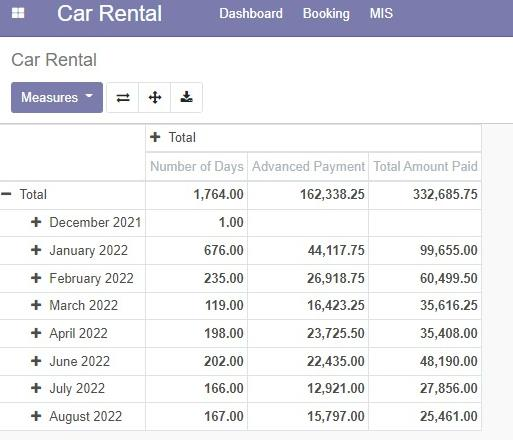 Car Rental Dashboard Booking MIS
Car Rental
Measures
Total
Number of Days Advanced Payment Total Amount Paid
Total 1,764.00 162,338.25 332,685.75
December 2021 1.00
January 2022 676.00 44,117.75 99,655.00
February 2022 235.00 26,918.75 60,499.50
March 2022 119.00 16,423.25 35,616.25
April 2022 198.00 23,725.50 35,408.00
June 2022 202.00 22,435.00 48,190.00
July 2022 166.00 12,921.00 27,856.00
August 2022 167.00 15,797.00 25,461.00